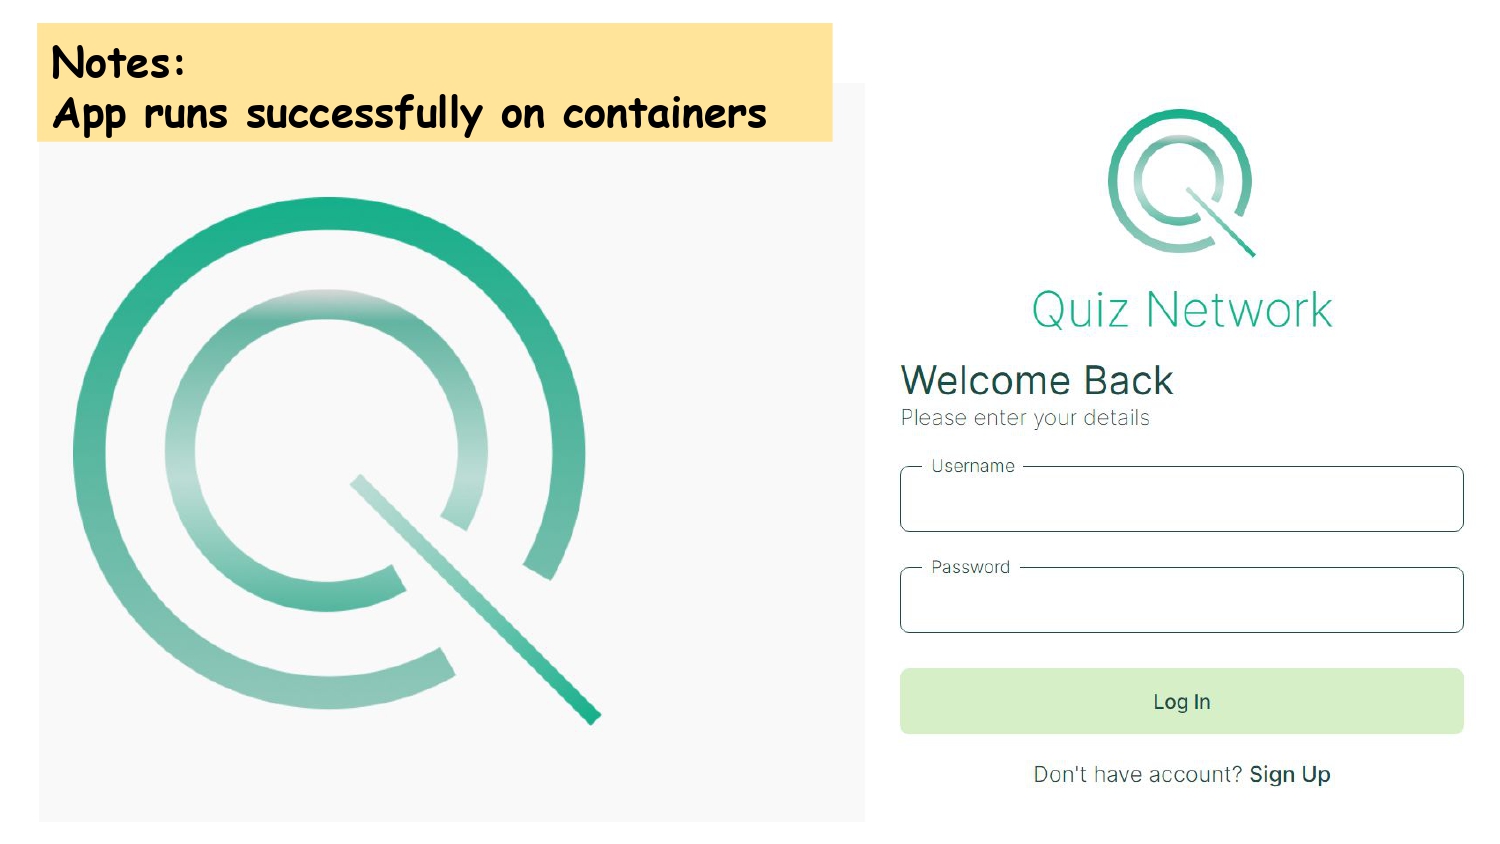 Notes:
App runs successfully on containers
Quiz Network
Welcome Back
Please enter your details
Username
Password
Log In
Don't have account? Sign Up